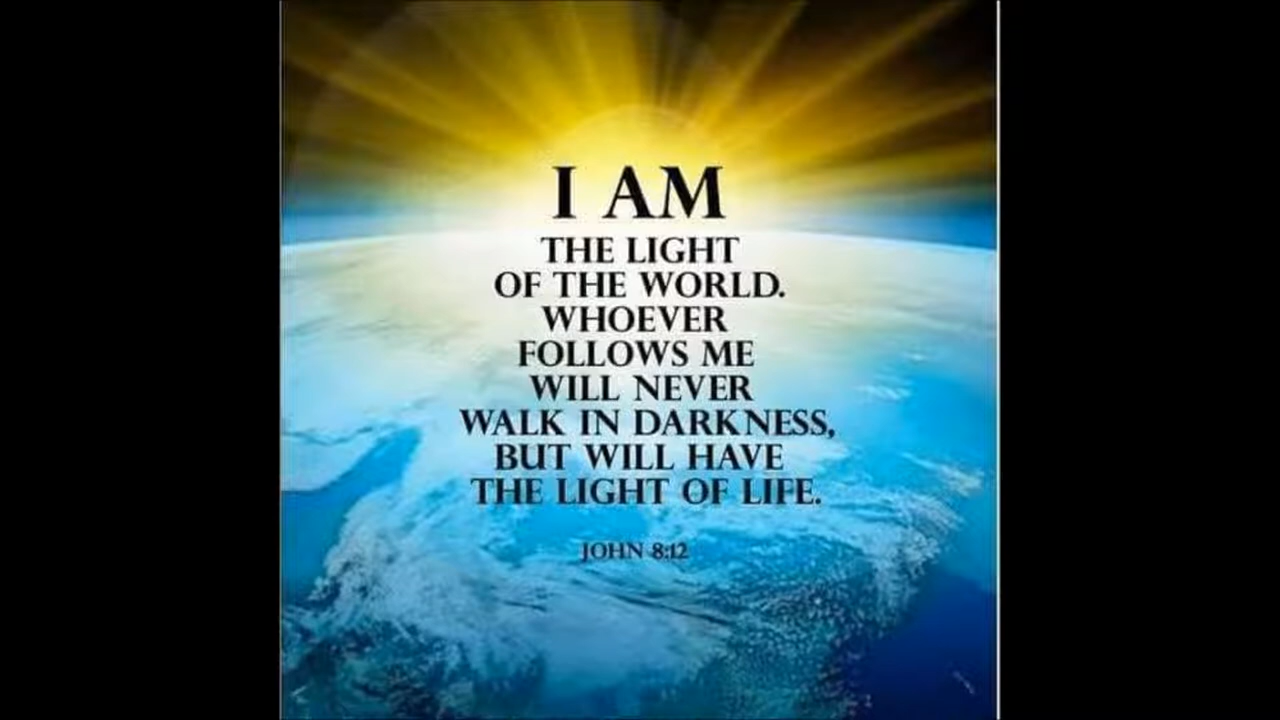 I AM
THE LIGHT
OF THE WORLD.
WHOEVER
FOLLOWS ME
WILL NEVER
WALK IN DARKNESS,
BUT WILL HAVE
THE LIGHT OF LIFE.
JOHN 8:12